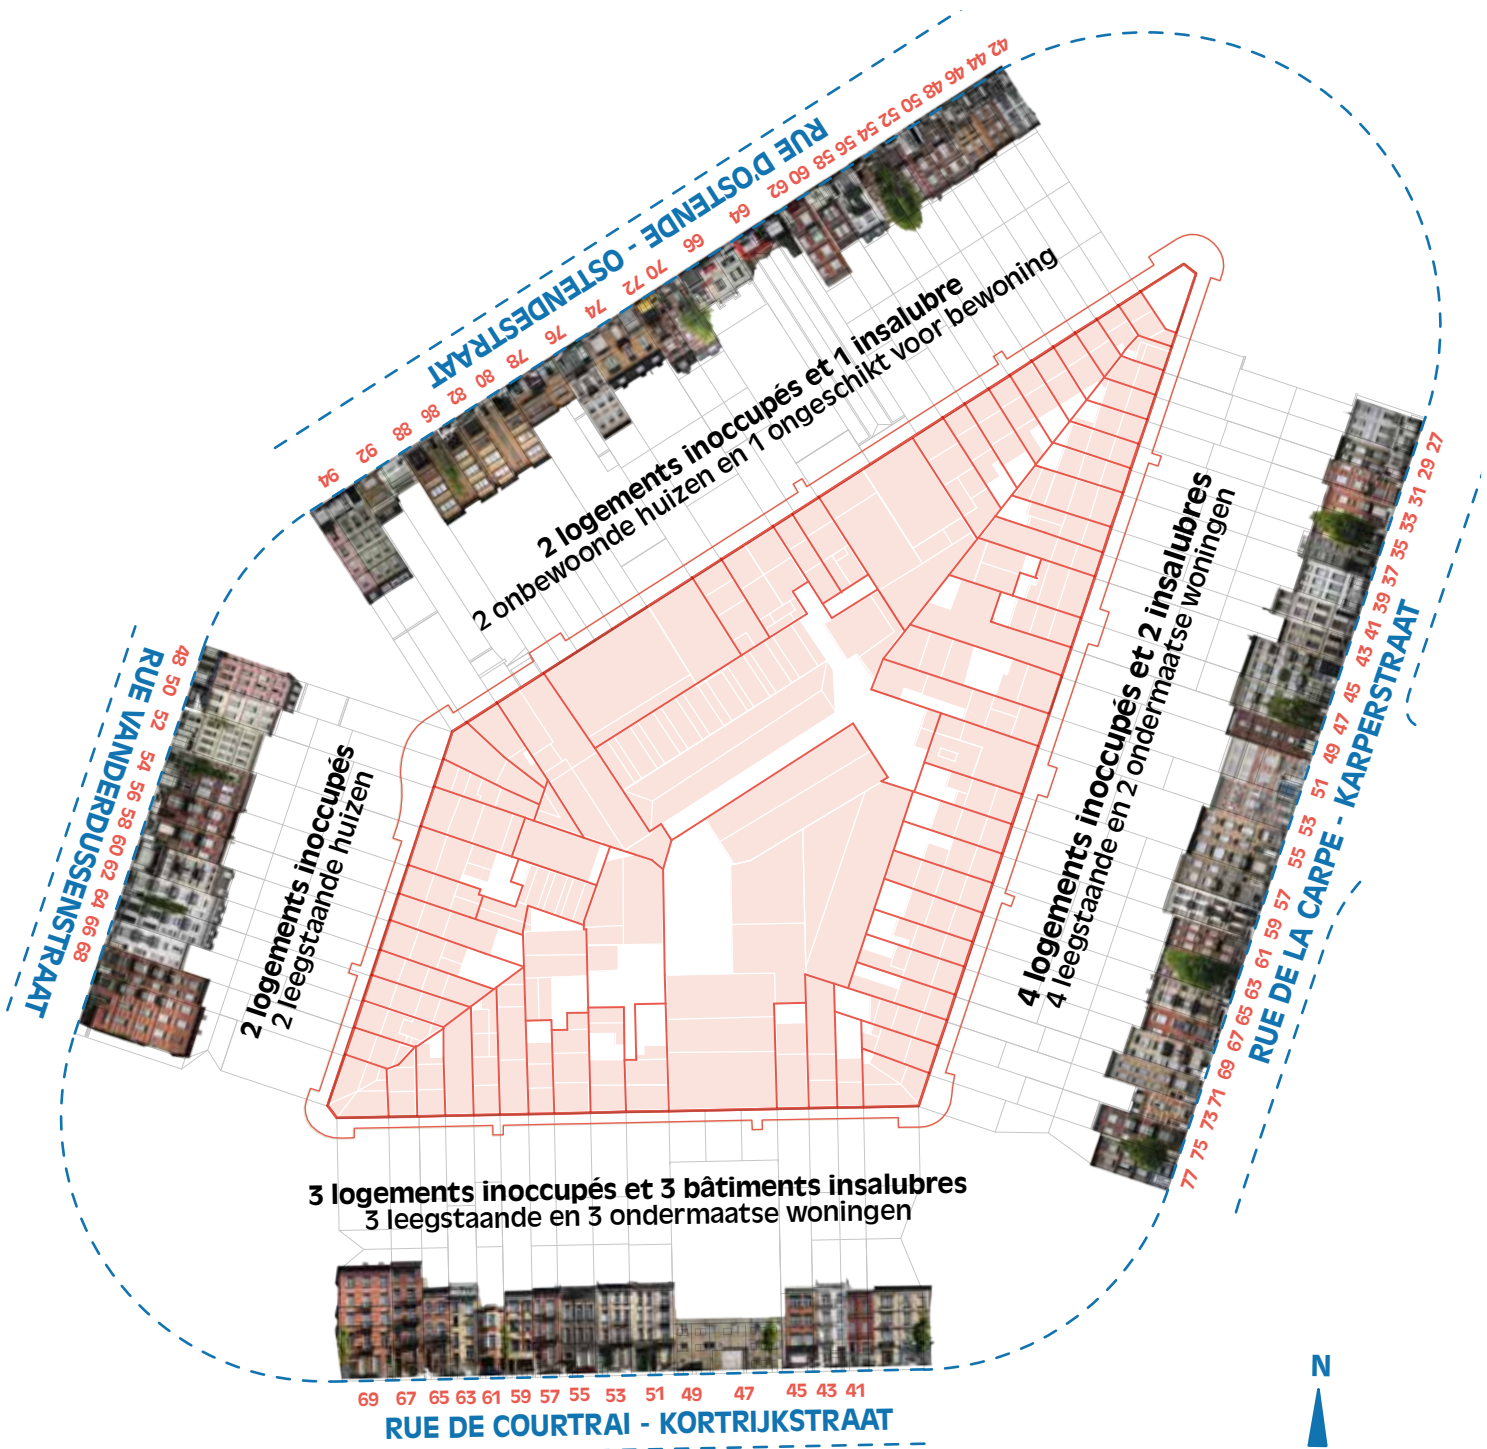 42 44 44 46 48 50 52 54 56 58 60 62 64 66 70 72 74 76 78 80 82 86 88 92 94
RUE D'OSTENDE - OSTENDESTRAAT
2 logements inoccupés et 1 insalubre
2 onbewoonde huizen en 1 ongeschikt voor bewoning
27 29 31 33 35 37 39 41 43 45 47 49 51 53 55 57 59 61 63 65 67 69 71 73 75 77
RUE DE LA CARPE - KARPERSTRAAT
4 logements inoccupés et 2 insalubres
4 leegstaande en 2 ondermaatse woningen
48 50 52 54 56 58 60 62 64 66 68
RUE VANDERDUSSENSTRAAT
2 logements inoccupés
2 leegstaande huizen
3 logements inoccupés et 3 bâtiments insalubres
3 leegstaande en 3 ondermaatse woningen
69 67 65 63 61 59 57 55 53 51 49 47 45 43 41
RUE DE COURTRAI - KORTRIJKSTRAAT
N